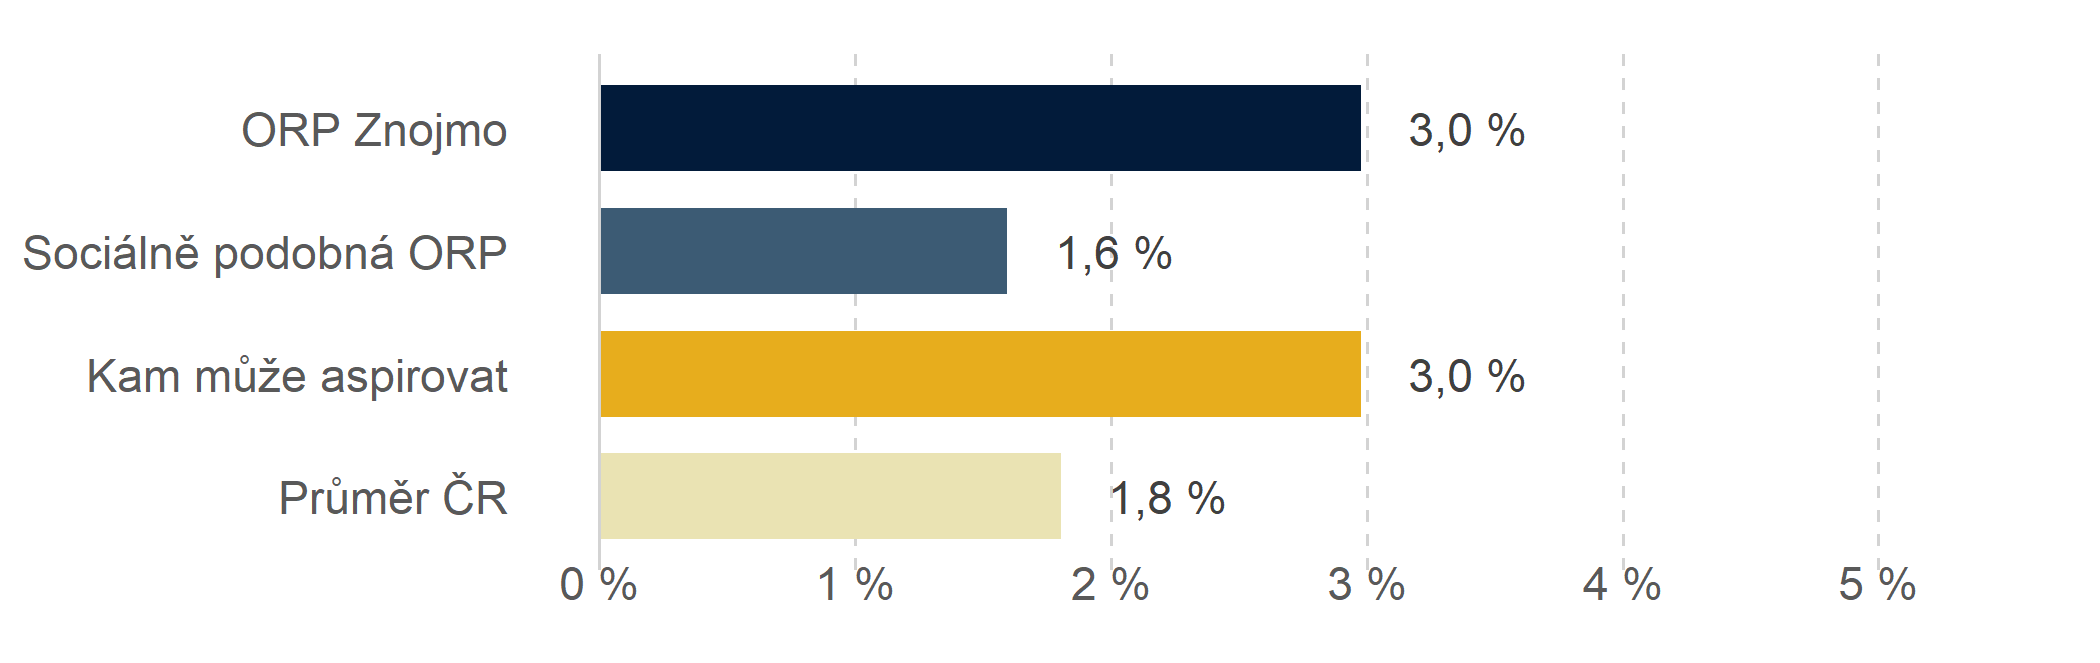 ORP Znojmo 3,0 %
Sociálně podobná ORP 1,6 %
Kam může aspirovat 3,0 %
Průměr ČR 1,8 %
0 % 1 % 2 % 3 % 4 % 5 %